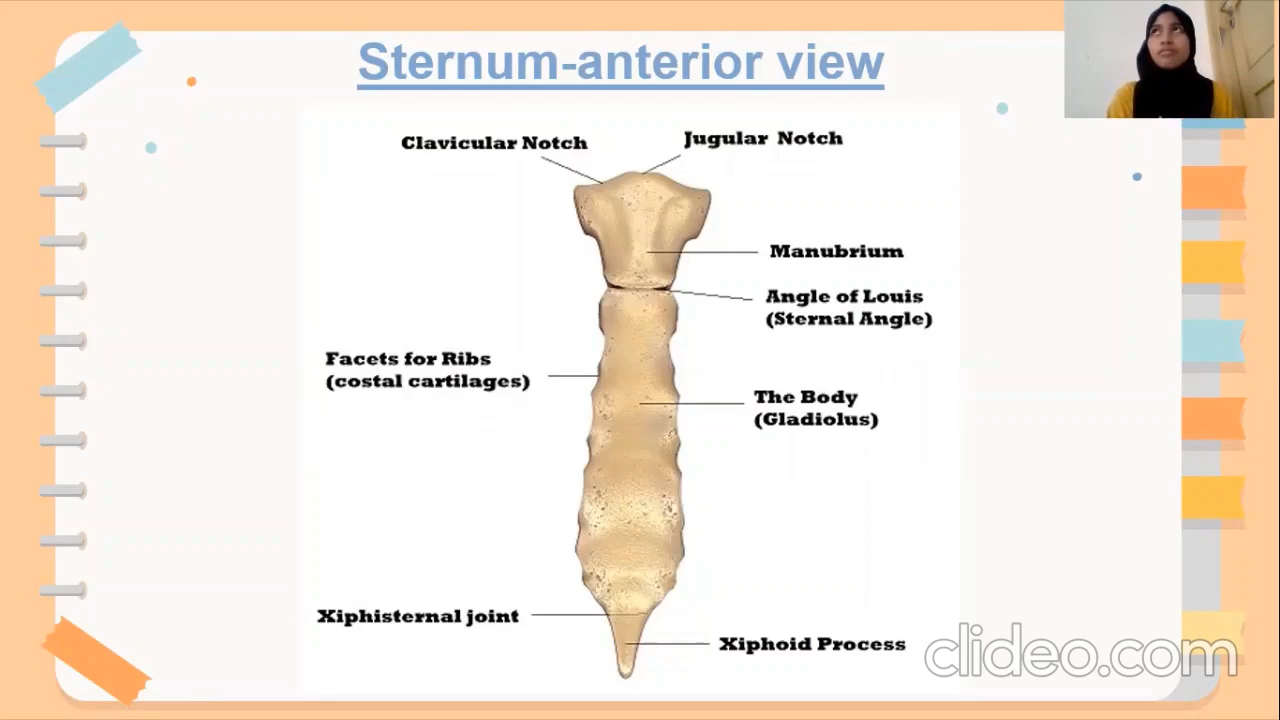 Sternum-anterior view
Clavicular Notch
Jugular Notch
Manubrium
Angle of Louis
(Sternal Angle)
Facets for Ribs
(costal cartilages)
The Body
(Gladiolus)
Xiphisternal joint
Xiphoid Process
clideo.com